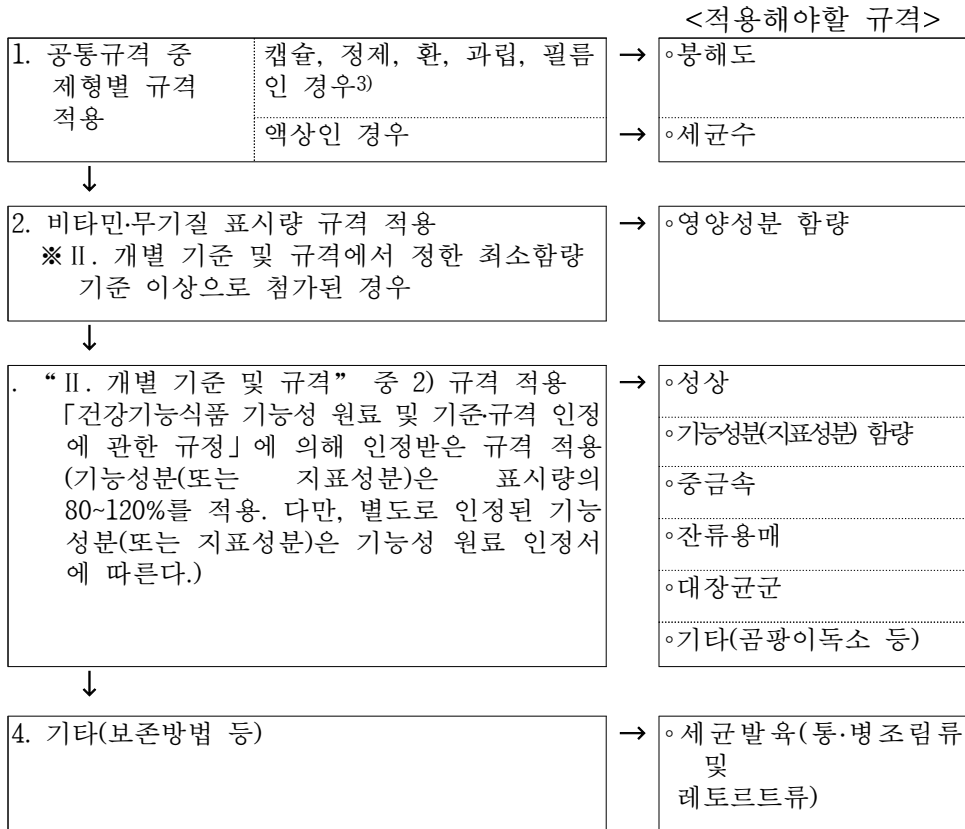 <적용해야할 규격>
1. 공통규격 중
제형별 규격
적용
캡슐, 정제, 환, 과립, 필름
인 경우3)
→
◦붕해도
액상인 경우
→
◦세균수
↓
2. 비타민·무기질 표시량 규격 적용
※Ⅱ. 개별 기준 및 규격에서 정한 최소함량
기준 이상으로 첨가된 경우
→
◦영양성분 함량
↓
. “Ⅱ. 개별 기준 및 규격” 중 2) 규격 적용
「건강기능식품 기능성 원료 및 기준·규격 인정
에 관한 규정」에 의해 인정받은 규격 적용
(기능성분(또는 지표성분)은 표시량의
80~120%를 적용. 다만, 별도로 인정된 기능
성분(또는 지표성분)은 기능성 원료 인정서
에 따른다.)
→
◦성상
◦기능성분(지표성분) 함량
◦중금속
◦잔류용매
◦대장균군
◦기타(곰팡이독소 등)
↓
4. 기타(보존방법 등)
→
◦세균발육(통·병조림류
및
레토르트류)